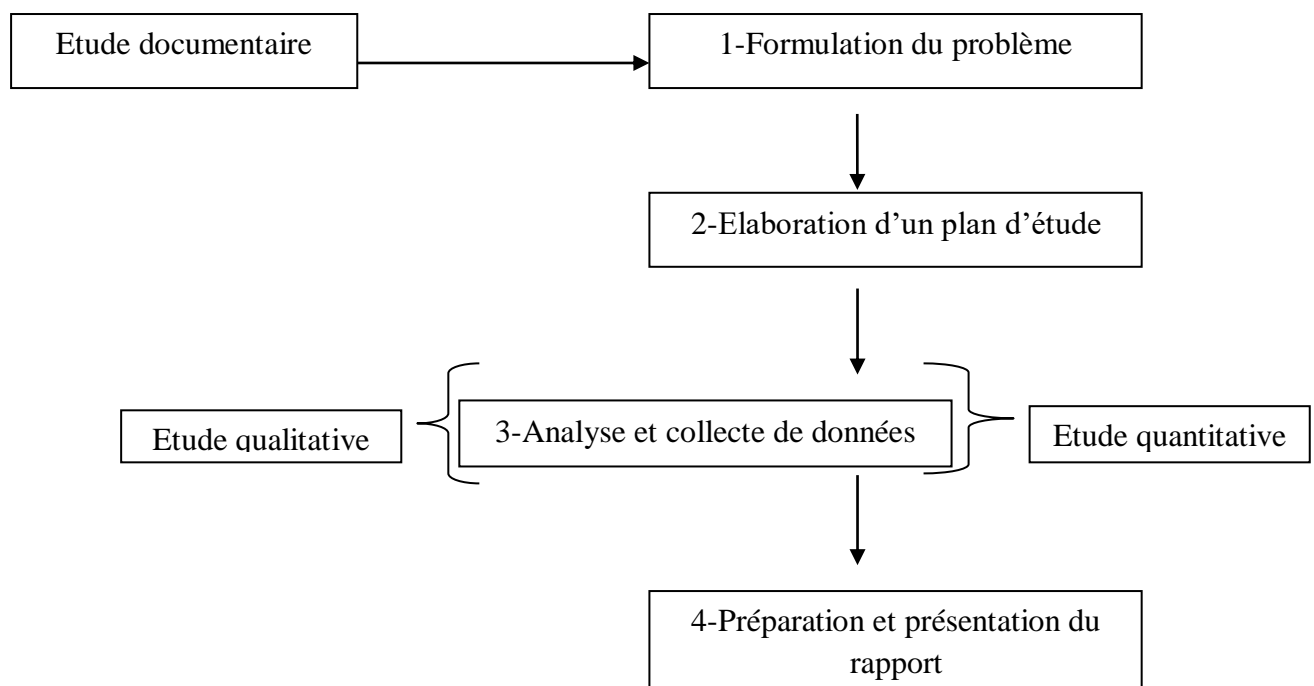 Etude documentaire
1-Formulation du problème
2-Elaboration d’un plan d’étude
Etude qualitative
3-Analyse et collecte de données
Etude quantitative
4-Préparation et présentation du
rapport